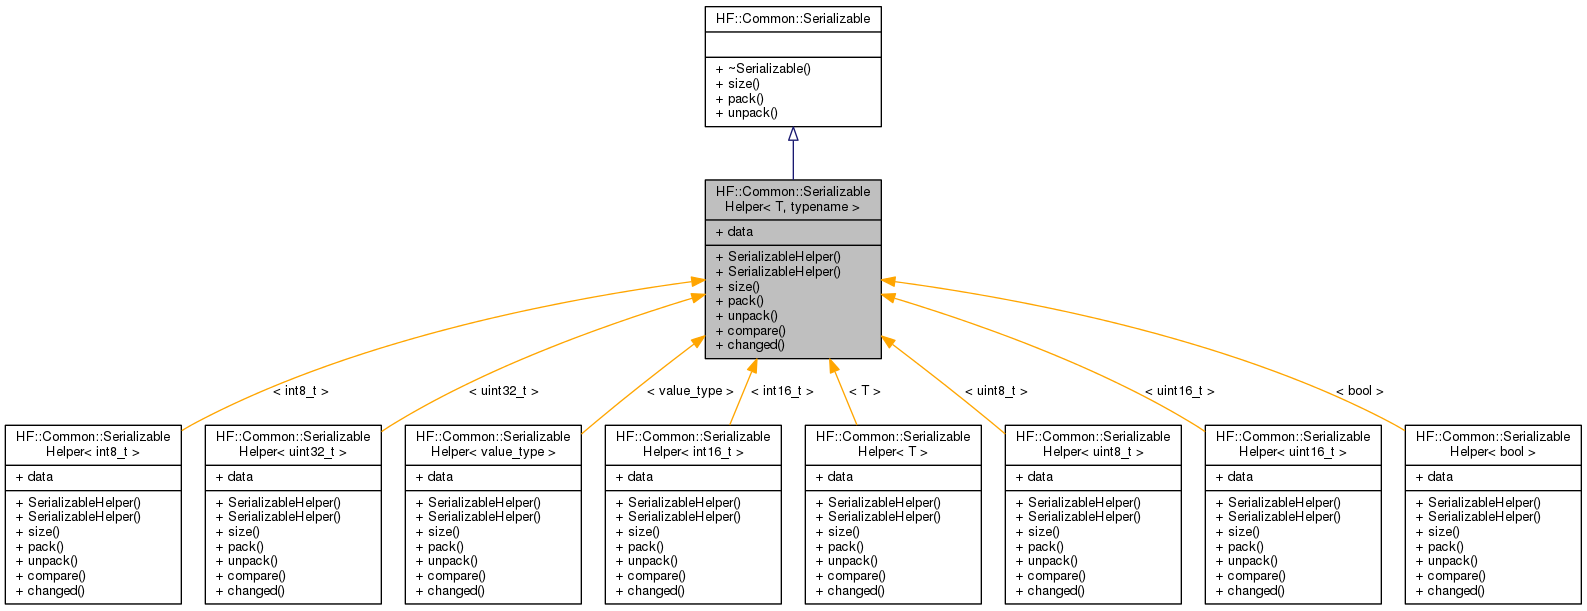 HF::Common::Serializable
+ ~Serializable()
+ size()
+ pack()
+ unpack()
HF::Common::Serializable
Helper< T, typename >
+ data
+ SerializableHelper()
+ SerializableHelper()
+ size()
+ pack()
+ unpack()
+ compare()
+ changed()
< int8_t >
< uint32_t >
< value_type >
< int16_t >
< T >
< uint8_t >
< uint16_t >
< bool >
HF::Common::Serializable
Helper< int8_t >
+ data
+ SerializableHelper()
+ SerializableHelper()
+ size()
+ pack()
+ unpack()
+ compare()
+ changed()
HF::Common::Serializable
Helper< uint32_t >
+ data
+ SerializableHelper()
+ SerializableHelper()
+ size()
+ pack()
+ unpack()
+ compare()
+ changed()
HF::Common::Serializable
Helper< value_type >
+ data
+ SerializableHelper()
+ SerializableHelper()
+ size()
+ pack()
+ unpack()
+ compare()
+ changed()
HF::Common::Serializable
Helper< int16_t >
+ data
+ SerializableHelper()
+ SerializableHelper()
+ size()
+ pack()
+ unpack()
+ compare()
+ changed()
HF::Common::Serializable
Helper< T >
+ data
+ SerializableHelper()
+ SerializableHelper()
+ size()
+ pack()
+ unpack()
+ compare()
+ changed()
HF::Common::Serializable
Helper< uint8_t >
+ data
+ SerializableHelper()
+ SerializableHelper()
+ size()
+ pack()
+ unpack()
+ compare()
+ changed()
HF::Common::Serializable
Helper< uint16_t >
+ data
+ SerializableHelper()
+ SerializableHelper()
+ size()
+ pack()
+ unpack()
+ compare()
+ changed()
HF::Common::Serializable
Helper< bool >
+ data
+ SerializableHelper()
+ SerializableHelper()
+ size()
+ pack()
+ unpack()
+ compare()
+ changed()